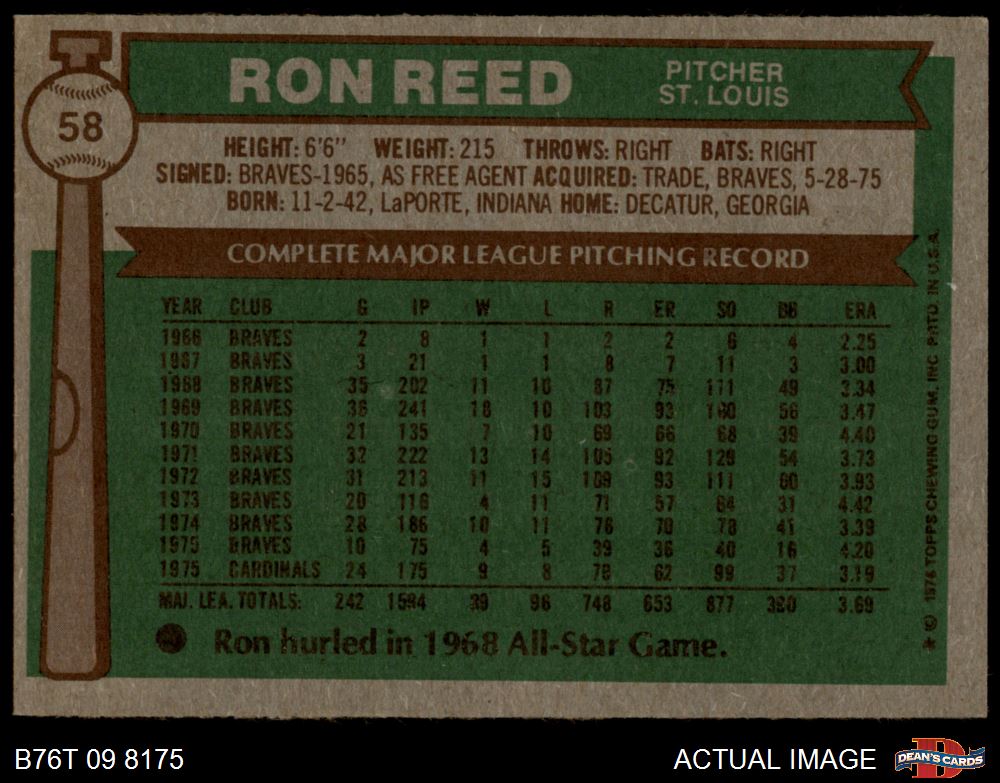 58
RON REED
PITCHER
ST. LOUIS
HEIGHT: 6'6" WEIGHT: 215 THROWS: RIGHT BATS: RIGHT
SIGNED: BRAVES-1965, AS FREE AGENT ACQUIRED: TRADE, BRAVES, 5-28-75
BORN: 11-2-42, LaPORTE, INDIANA HOME: DECATUR, GEORGIA
COMPLETE MAJOR LEAGUE PITCHING RECORD
YEAR CLUB G IP W L R ER SO BB ERA
1966 BRAVES 2 8 1 1 2 2 6 4 2.25
1967 BRAVES 3 21 1 1 8 7 11 3 3.00
1968 BRAVES 35 202 11 10 87 75 111 49 3.34
1969 BRAVES 36 241 18 10 103 93 160 56 3.47
1970 BRAVES 21 135 7 10 69 66 68 39 4.40
1971 BRAVES 32 222 13 14 105 92 129 54 3.73
1972 BRAVES 31 213 11 15 109 93 111 60 3.93
1973 BRAVES 20 116 4 11 71 57 64 31 4.42
1974 BRAVES 28 186 10 11 76 70 78 41 3.39
1975 BRAVES 10 75 4 5 39 36 40 16 4.20
1975 CARDINALS 24 175 9 8 79 62 99 37 3.19
MAJ. LEA. TOTALS: 242 1594 89 96 748 653 877 390 3.69
Ron hurled in 1968 All-Star Game.
* © 1976 TOPPS CHEWING GUM, INC. PRTD. IN U.S.A.
B76T 09 8175
ACTUAL IMAGE
DEAN'S CARDS